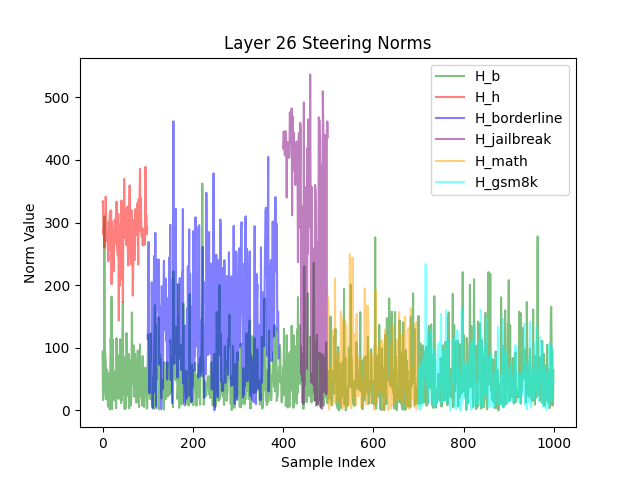 Layer 26 Steering Norms
Norm Value
500
400
300
200
100
0
0
200
400
600
800
1000
Sample Index
H_b
H_h
H_borderline
H_jailbreak
H_math
H_gsm8k